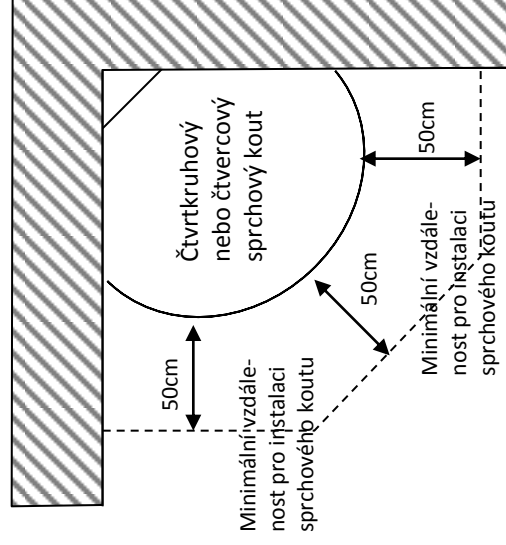 Čtvrtkruhový
nebo čtvercový
sprchový kout
50cm
50cm
50cm
Minimální vzdále-
nost pro instalaci
sprchového koutu
Minimální vzdále-
nost pro instalaci
sprchového koutu